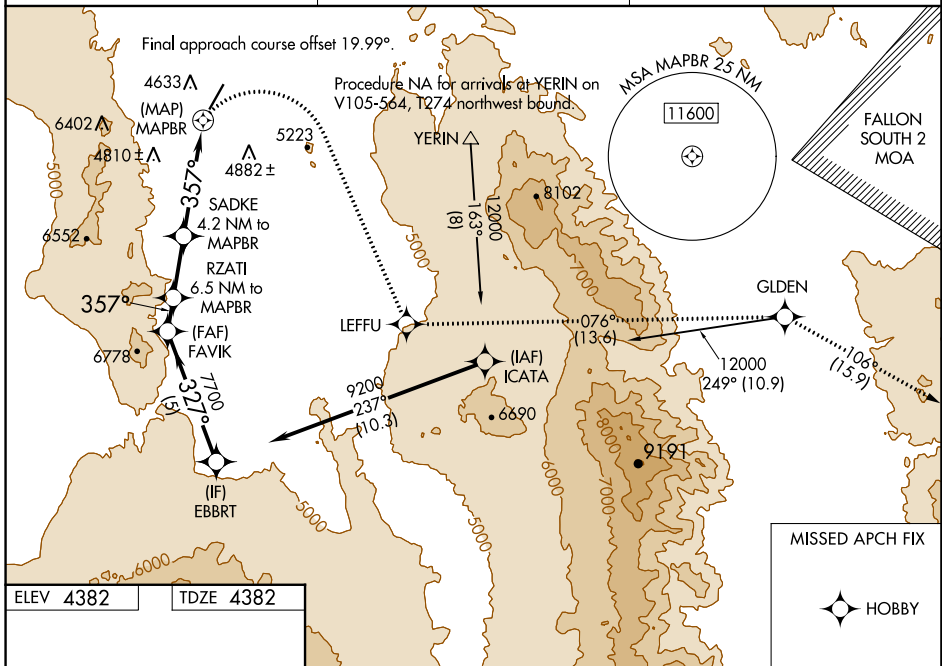 Final approach course offset 19.99°.
4633
(MAP)
MAPBR
6402
4810 ±
4882 ±
5223
Procedure NA for arrivals at YERIN on
V105-564, T274 northwest bound.
YERIN
12000
163°
(8)
8102
7000
MSA MAPBR 25 NM
11600
FALLON
SOUTH 2
MOA
5000
5000
357°
SADKE
4.2 NM to
MAPBR
6552
RZATI
6.5 NM to
MAPBR
357°
(FAF)
FAVIK
6778
7700
327°
(5)
LEFFU
076°
(13.6)
GLDEN
12000
249° (10.9)
106°
(15.9)
(IAF)
ICATA
9200
237°
(10.3)
6690
8000
9191
(IF)
EBBRT
5000
5000
6000
7000
6000
MISSED APCH FIX
HOBBY
ELEV 4382
TDZE 4382